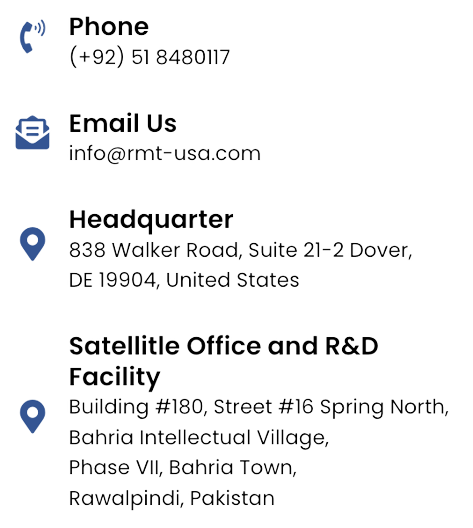 Phone
(+92) 51 8480117
Email Us
info@rmt-usa.com
Headquarter
838 Walker Road, Suite 21-2 Dover,
DE 19904, United States
Satellitle Office and R&D
Facility
Building #180, Street #16 Spring North,
Bahria Intellectual Village,
Phase VII, Bahria Town,
Rawalpindi, Pakistan